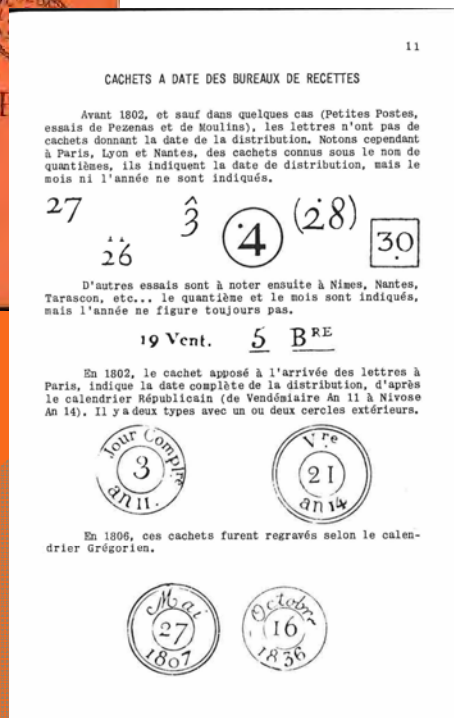 11
CACHETS A DATE DES BUREAUX DE RECETTES
Avant 1802, et sauf dans quelques cas (Petites Postes,
essais de Pezenas et de Moulins), les lettres n'ont pas de
cachets donnant la date de la distribution. Notons cependant
à Paris, Lyon et Nantes, des cachets connus sous le nom de
quantièmes, ils indiquent la date de distribution, mais le
mois ni l'année ne sont indiqués.
27
26
3
4
(28)
30
D'autres essais sont à noter ensuite à Nimes, Nantes,
Tarascon, etc... le quantième et le mois sont indiqués,
mais l'année ne figure toujours pas.
19 Vent. 5 BRE
En 1802, le cachet apposé à l'arrivée des lettres à
Paris, indique la date complète de la distribution, d'après
le calendrier Républicain (de Vendémiaire An 11 à Nivose
An 14). Il y a deux types avec un ou deux cercles extérieurs.
Jour Complre
3
an 11.
Vre
21
an 14
En 1806, ces cachets furent regravés selon le calen-
drier Grégorien.
Mai
27
1807
Octobr
16
1836